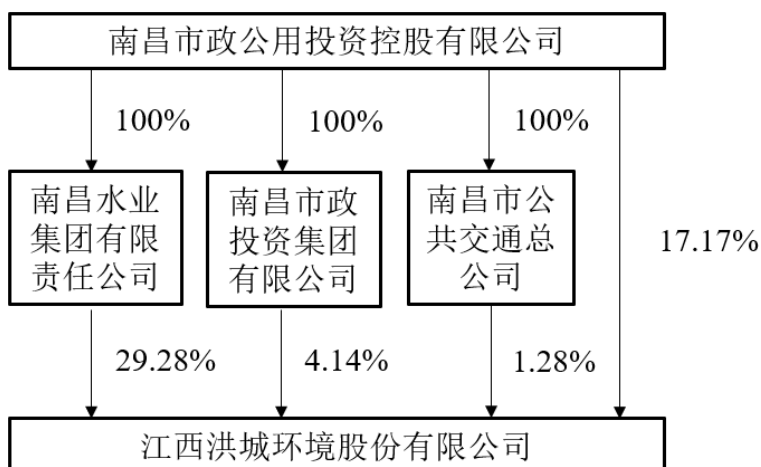 南昌市政公用投资控股有限公司
100%
100%
100%
南昌水业
集团有限
责任公司
南昌市政
投资集团
有限公司
南昌市公
共交通总
公司
17.17%
29.28%
4.14%
1.28%
江西洪城环境股份有限公司